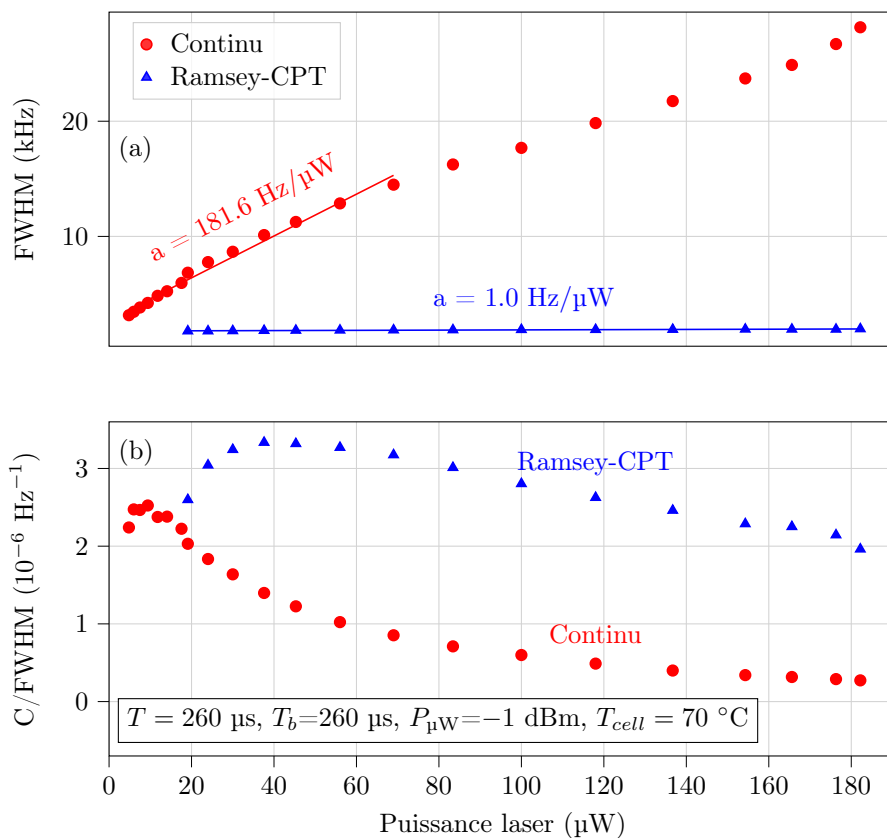 Continu
Ramsey-CPT
20
(a)
a = 181.6 Hz/µW
FWHM (kHz)
10
a = 1.0 Hz/µW
(b)
3
Ramsey-CPT
2
C/FWHM (10⁻⁶ Hz⁻¹)
1
Continu
0
T = 260 µs, T_b=260 µs, P_µW=−1 dBm, T_cell = 70 °C
0 20 40 60 80 100 120 140 160 180
Puissance laser (µW)